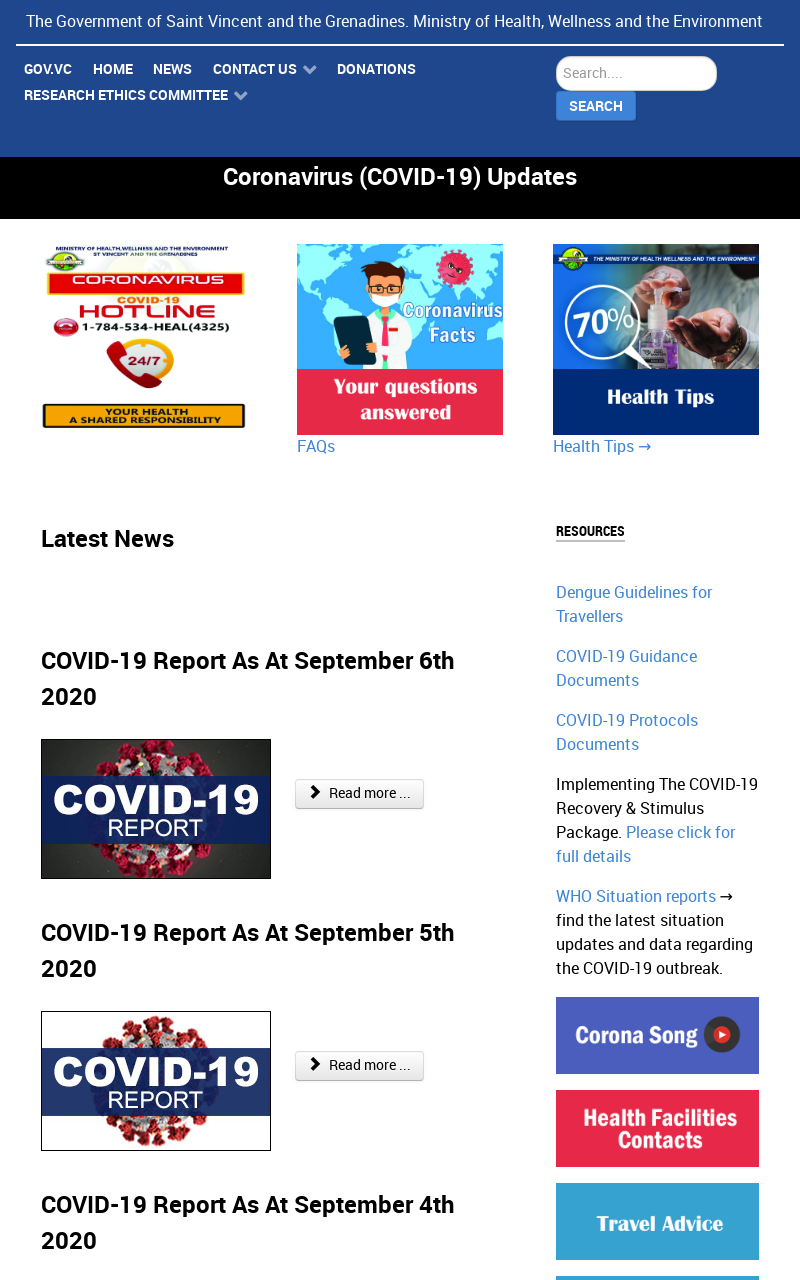 The Government of Saint Vincent and the Grenadines. Ministry of Health, Wellness and the Environment
GOV.VC HOME NEWS CONTACT US DONATIONS
RESEARCH ETHICS COMMITTEE
Search....
SEARCH
Coronavirus (COVID-19) Updates
MINISTRY OF HEALTH,WELLNESS AND THE ENVIRONMENT
ST VINCENT AND THE GRENADINES
CORONAVIRUS
COVID-19
HOTLINE
1-784-534-HEAL(4325)
24/7
YOUR HEALTH
A SHARED RESPONSIBILITY
Coronavirus
Facts
Your questions
answered
FAQs
THE MINISTRY OF HEALTH WELLNESS AND THE ENVIRONMENT
70%
Health Tips
Health Tips →
Latest News
COVID-19 Report As At September 6th
2020
COVID-19
REPORT
Read more ...
COVID-19 Report As At September 5th
2020
COVID-19
REPORT
Read more ...
COVID-19 Report As At September 4th
2020
RESOURCES
Dengue Guidelines for
Travellers
COVID-19 Guidance
Documents
COVID-19 Protocols
Documents
Implementing The COVID-19
Recovery & Stimulus
Package. Please click for
full details
WHO Situation reports →
find the latest situation
updates and data regarding
the COVID-19 outbreak.
Corona Song
Health Facilities
Contacts
Travel Advice